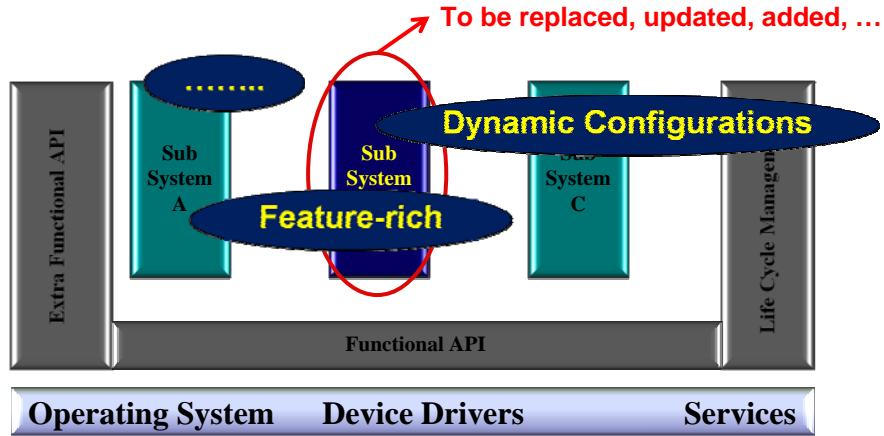 To be replaced, updated, added, …
……..
Dynamic Configurations
Sub
System
A
Sub
System
Sub
System
C
Feature-rich
Extra Functional API
Life Cycle
Functional API
Operating System Device Drivers Services